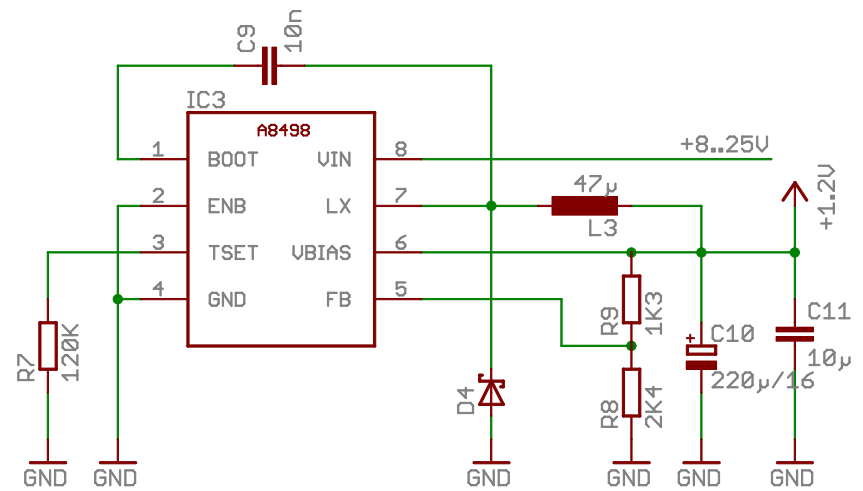 C9
10n
IC3
A8498
1 BOOT VIN 8
+8..25V
2 ENB LX 7
47µ
L3
+1.2V
3 TSET VBIAS 6
4 GND FB 5
R7
120K
D4
R9
1K3
R8
2K4
C10
220µ/16
C11
10µ
GND GND GND GND GND GND